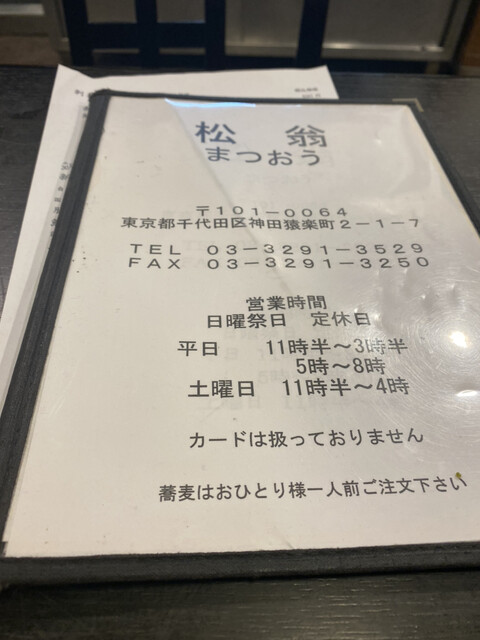 松　翁
まつおう
〒１０１－００６４
東京都千代田区神田猿楽町２－１－７
ＴＥＬ　０３－３２９１－３５２９
ＦＡＸ　０３－３２９１－３２５０
営業時間
日曜祭日　定休日
平日　11時半～3時半
5時～8時
土曜日　11時半～4時
カードは扱っておりません
蕎麦はおひとり様一人前ご注文下さい